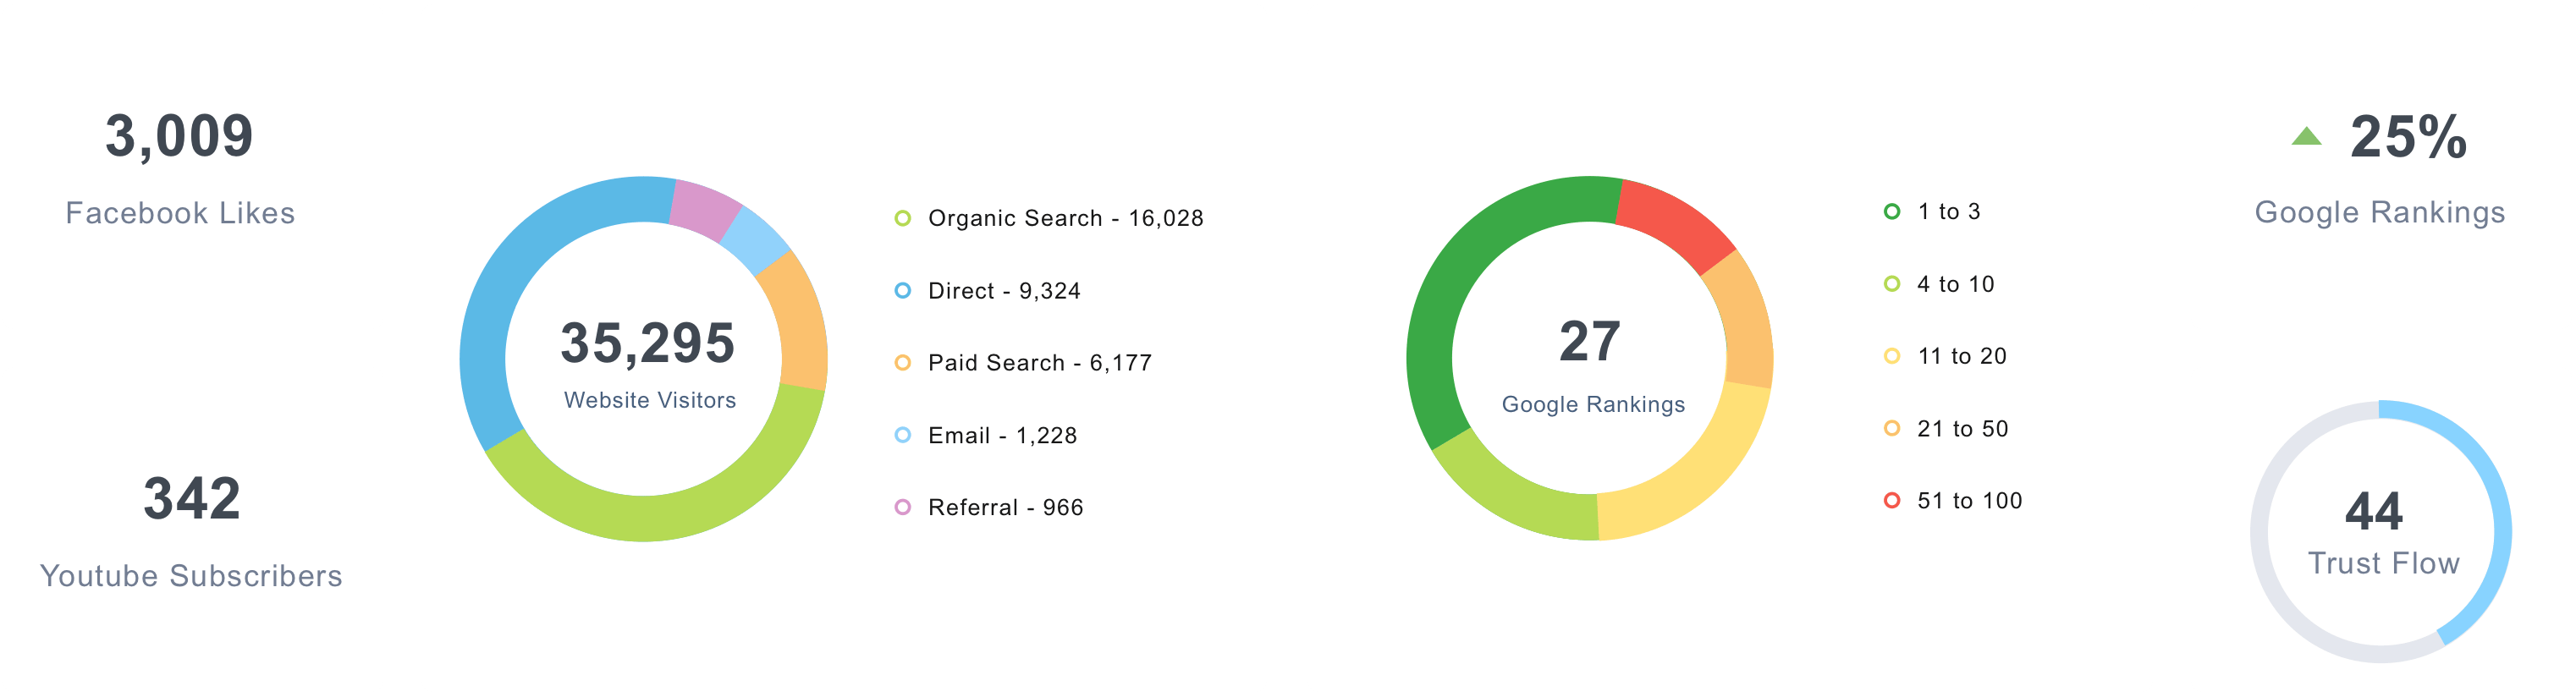 3,009
Facebook Likes
342
Youtube Subscribers
35,295
Website Visitors
Organic Search - 16,028
Direct - 9,324
Paid Search - 6,177
Email - 1,228
Referral - 966
27
Google Rankings
1 to 3
4 to 10
11 to 20
21 to 50
51 to 100
25%
Google Rankings
44
Trust Flow